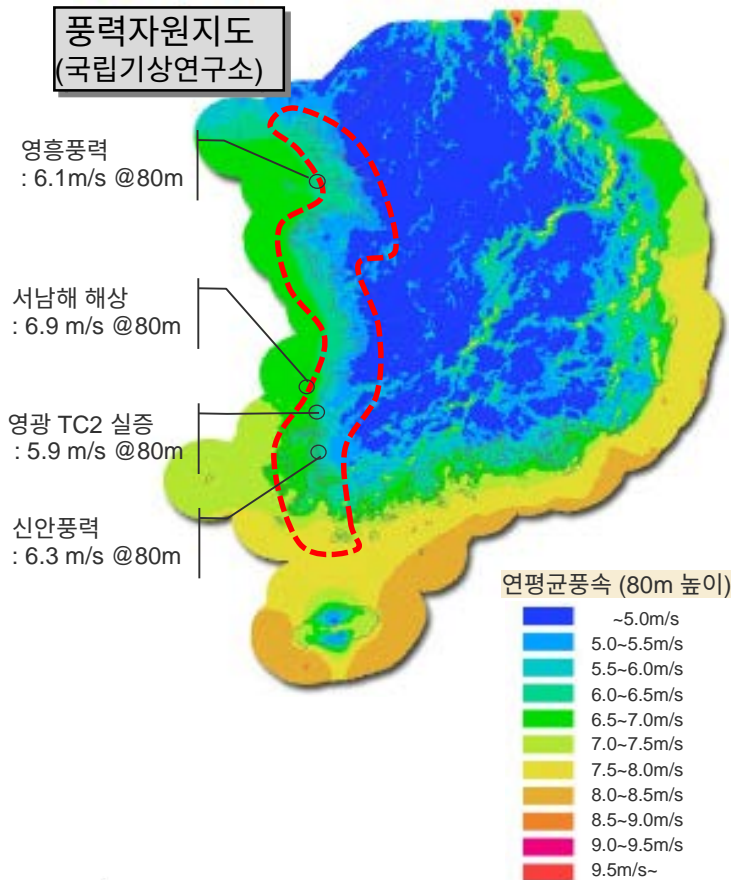 풍력자원지도
(국립기상연구소)
영흥풍력
: 6.1m/s @80m
서남해 해상
: 6.9 m/s @80m
영광 TC2 실증
: 5.9 m/s @80m
신안풍력
: 6.3 m/s @80m
연평균풍속 (80m 높이)
~5.0m/s
5.0~5.5m/s
5.5~6.0m/s
6.0~6.5m/s
6.5~7.0m/s
7.0~7.5m/s
7.5~8.0m/s
8.0~8.5m/s
8.5~9.0m/s
9.0~9.5m/s
9.5m/s~